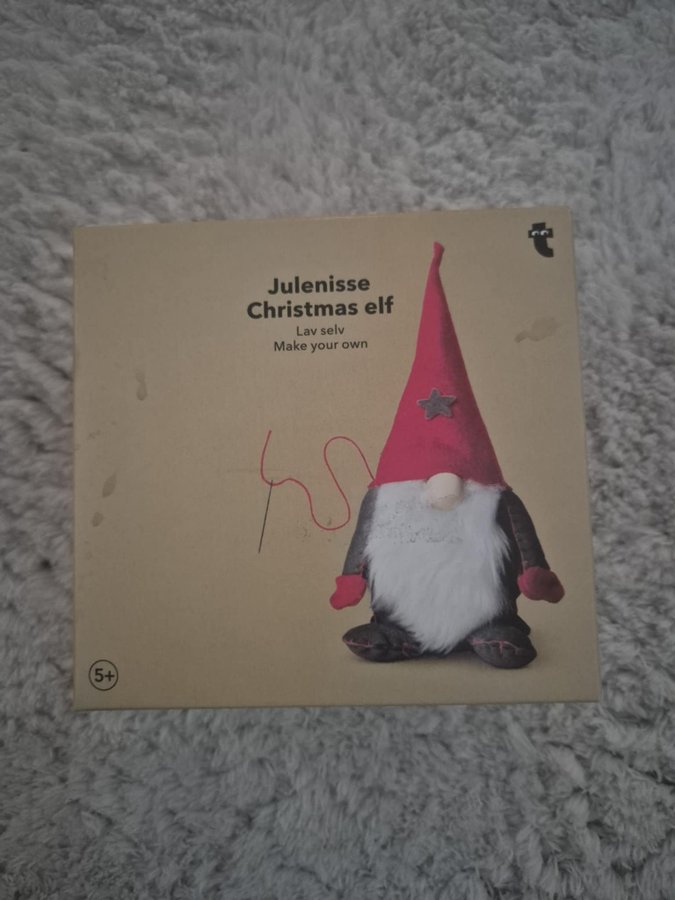 Julenisse
Christmas elf
Lav selv
Make your own
t
5+